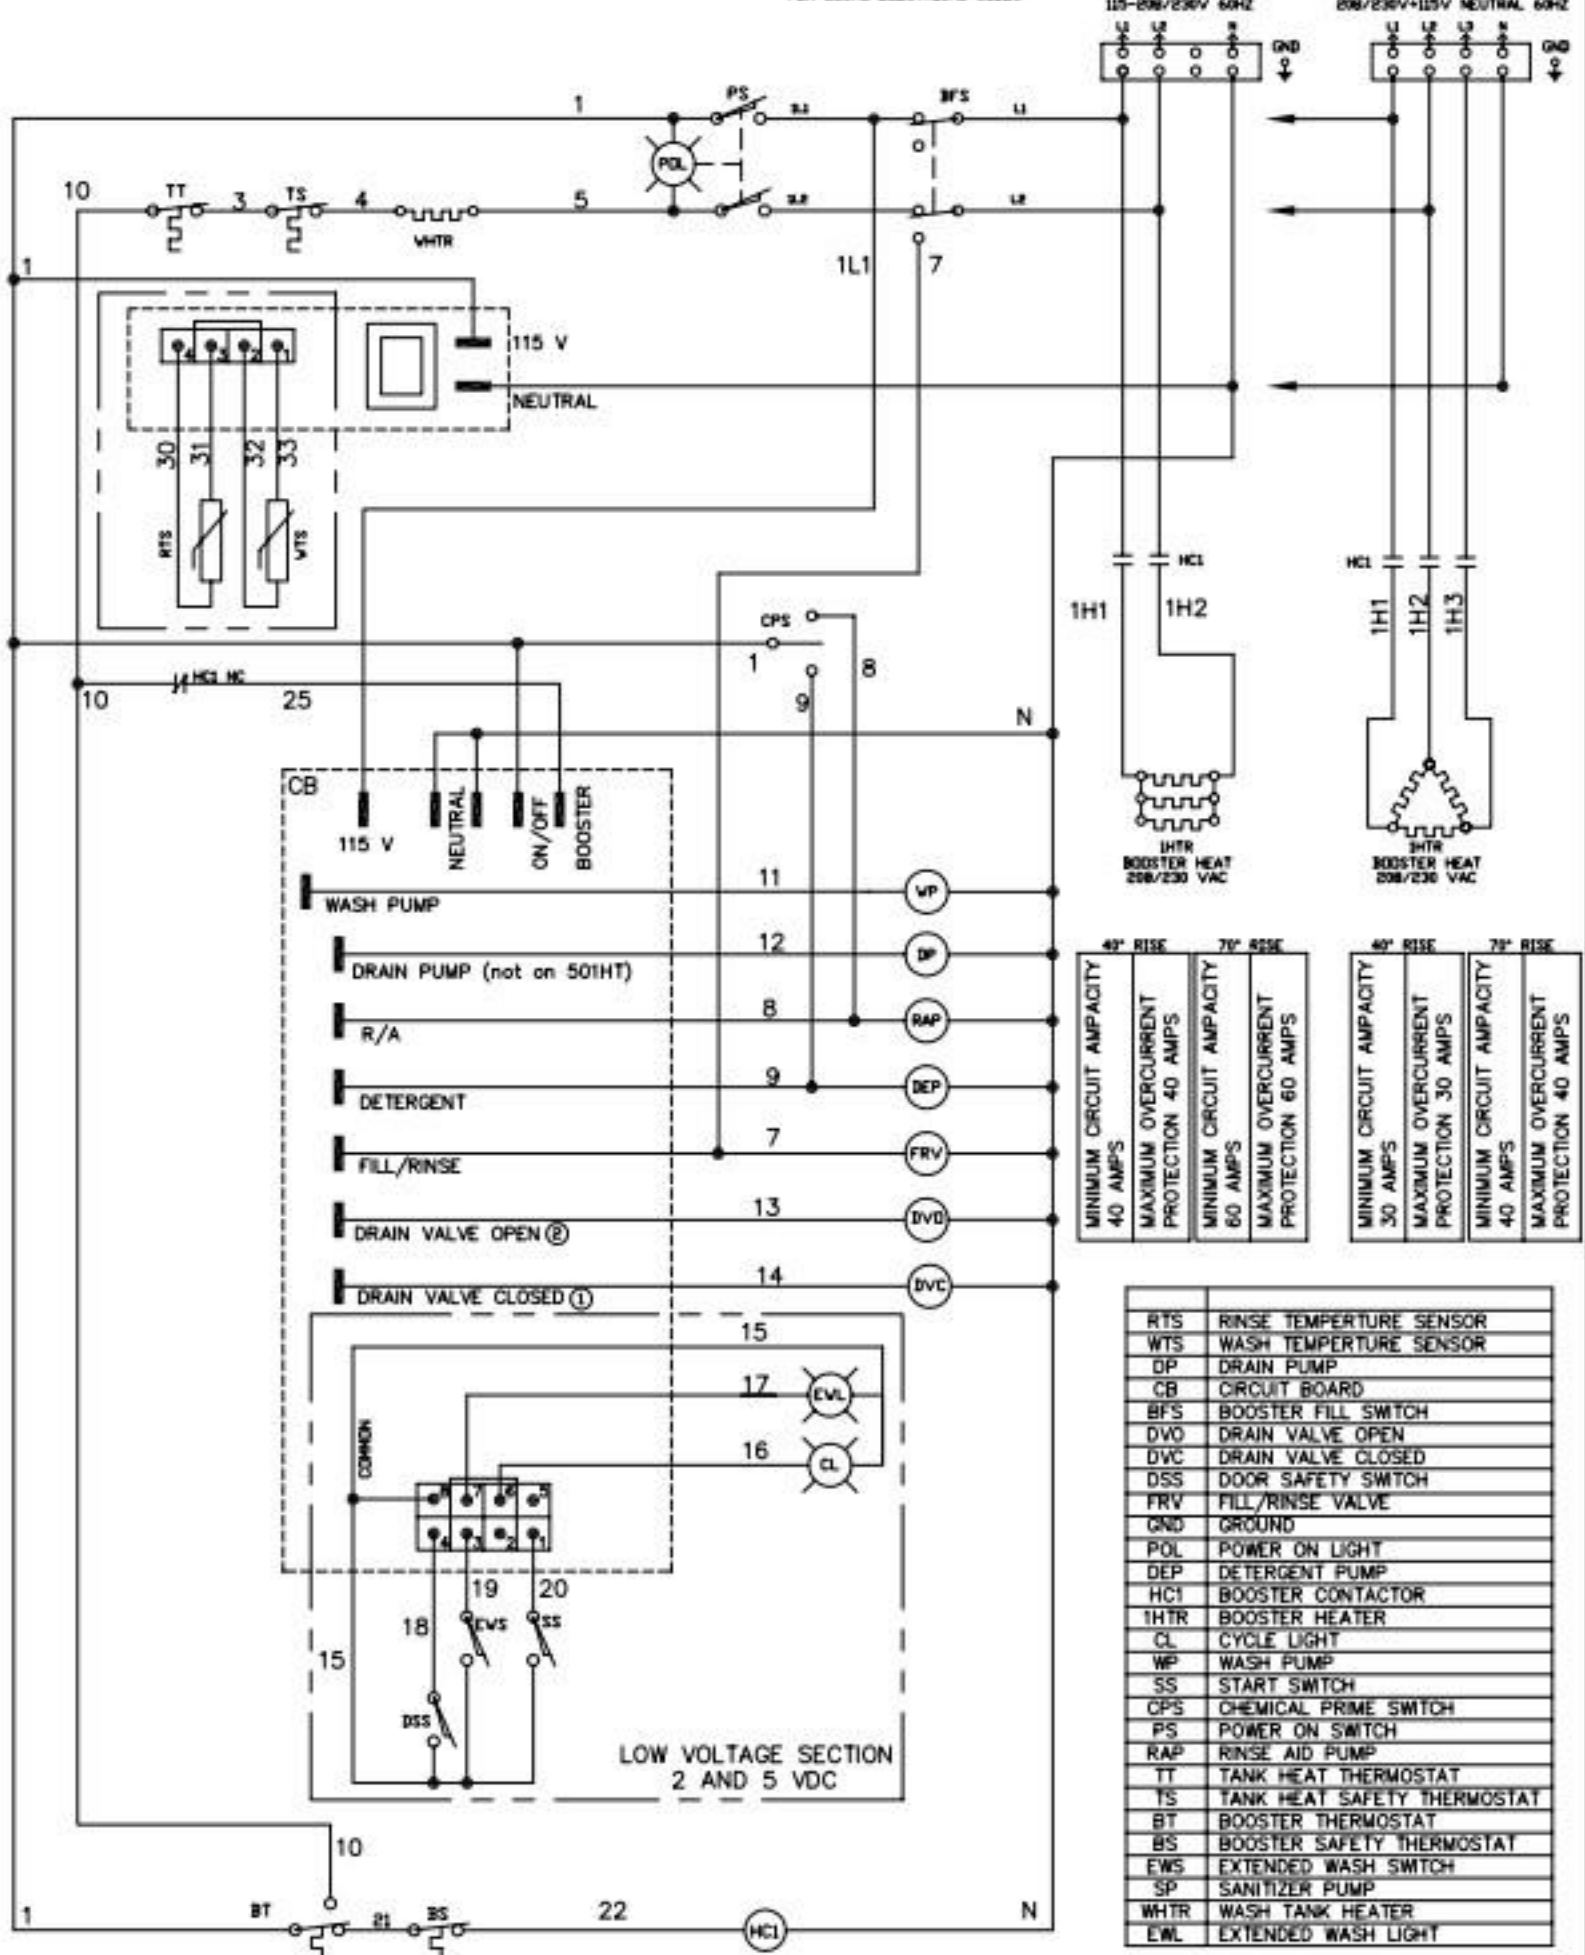 115-208/230V 60HZ
208/230V+115V NEUTRAL 60HZ
L1 L2 N
GND
L1 L2 L3 N
GND
1
PS
BFS
L1
POL
10
TT
3
TS
4
WHTR
5
L2
1
1L1
7
4 3 2 1
115 V
NEUTRAL
30 31 32 33
RTS
WTS
HC1
HC1
1H1
1H2
1H1
1H2
1H3
CPS
1
8
9
HC1 NC
10
25
N
CB
115 V
NEUTRAL
ON/OFF
BOOSTER
1HTR
BOOSTER HEAT
208/230 VAC
1HTR
BOOSTER HEAT
208/230 VAC
WASH PUMP
11
WP
DRAIN PUMP (not on 501HT)
12
DP
R/A
8
RAP
DETERGENT
9
DEP
FILL/RINSE
7
FRV
DRAIN VALVE OPEN ②
13
DVO
DRAIN VALVE CLOSED ①
14
DVC
40° RISE
70° RISE
MINIMUM CIRCUIT AMPACITY
40 AMPS
MAXIMUM OVERCURRENT
PROTECTION 40 AMPS
MINIMUM CIRCUIT AMPACITY
60 AMPS
MAXIMUM OVERCURRENT
PROTECTION 60 AMPS
40° RISE
70° RISE
MINIMUM CIRCUIT AMPACITY
30 AMPS
MAXIMUM OVERCURRENT
PROTECTION 30 AMPS
MINIMUM CIRCUIT AMPACITY
40 AMPS
MAXIMUM OVERCURRENT
PROTECTION 40 AMPS
15
17
EWL
16
CL
COMMON
8 7 6 5
4 3 2 1
19
20
18
EWS
SS
15
DSS
LOW VOLTAGE SECTION
2 AND 5 VDC
10
1
BT
21
BS
22
HC1
N
RTS RINSE TEMPERTURE SENSOR
WTS WASH TEMPERTURE SENSOR
DP DRAIN PUMP
CB CIRCUIT BOARD
BFS BOOSTER FILL SWITCH
DVO DRAIN VALVE OPEN
DVC DRAIN VALVE CLOSED
DSS DOOR SAFETY SWITCH
FRV FILL/RINSE VALVE
GND GROUND
POL POWER ON LIGHT
DEP DETERGENT PUMP
HC1 BOOSTER CONTACTOR
1HTR BOOSTER HEATER
CL CYCLE LIGHT
WP WASH PUMP
SS START SWITCH
CPS CHEMICAL PRIME SWITCH
PS POWER ON SWITCH
RAP RINSE AID PUMP
TT TANK HEAT THERMOSTAT
TS TANK HEAT SAFETY THERMOSTAT
BT BOOSTER THERMOSTAT
BS BOOSTER SAFETY THERMOSTAT
EWS EXTENDED WASH SWITCH
SP SANITIZER PUMP
WHTR WASH TANK HEATER
EWL EXTENDED WASH LIGHT